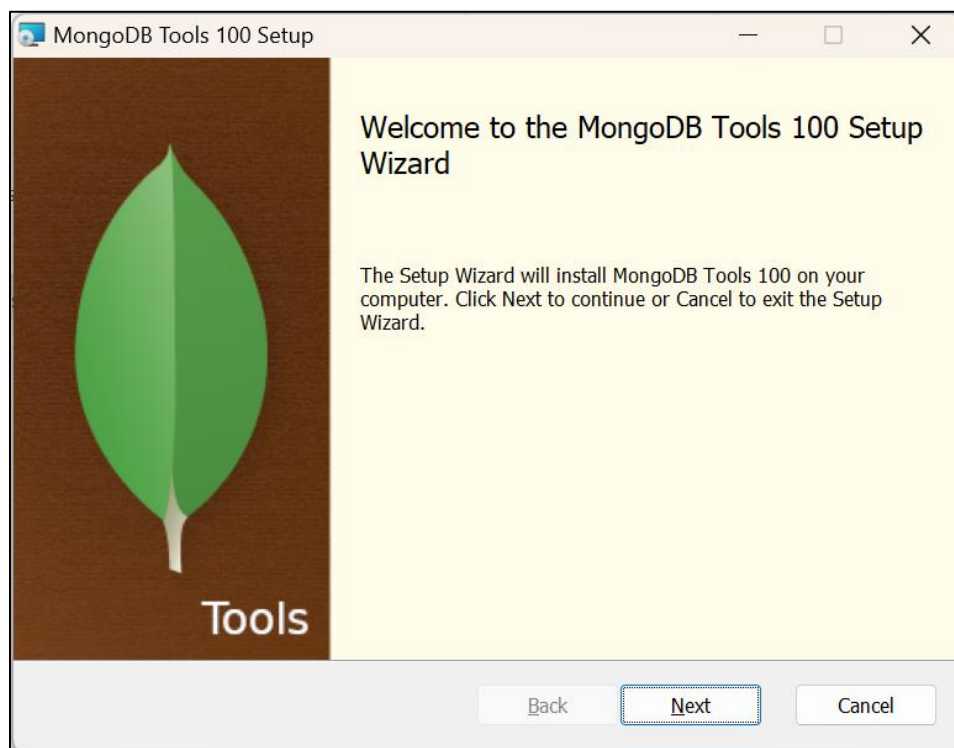 MongoDB Tools 100 Setup
Welcome to the MongoDB Tools 100 Setup
Wizard
The Setup Wizard will install MongoDB Tools 100 on your
computer. Click Next to continue or Cancel to exit the Setup
Wizard.
Tools
Back
Next
Cancel